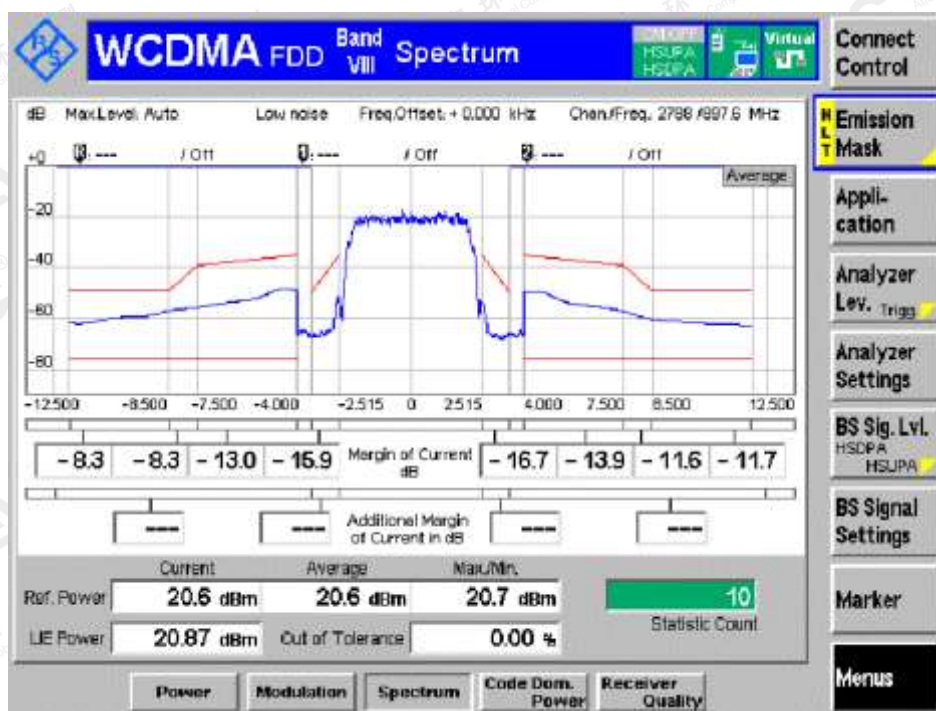 WCDMA FDD Band VIII Spectrum
HSUPA
HSDPA
Virtual
Connect Control
dB Max.Level: Auto Low noise Freq.Offset: + 0.000 kHz Chan./Freq.: 2788 /897.6 MHz
HLT Emission Mask
+0 --- / Off 1: --- / Off 2: --- / Off
Average
-20
-40
-60
-80
-12.500 -8.500 -7.500 -4.000 -2.515 0 2.515 4.000 7.500 8.500 12.500
Appli-cation
Analyzer Lev. Trigg.
Analyzer Settings
BS Sig. Lvl.
HSDPA
HSUPA
BS Signal Settings
Marker
Menus
-8.3 -8.3 -13.0 -15.9 Margin of Current dB -16.7 -13.9 -11.6 -11.7
--- --- Additional Margin of Current in dB --- ---
Current Average Max./Min.
Ref. Power 20.6 dBm 20.6 dBm 20.7 dBm 10
Statistic Count
UE Power 20.87 dBm Out of Tolerance 0.00 %
Power Modulation Spectrum Code Dom. Power Receiver Quality